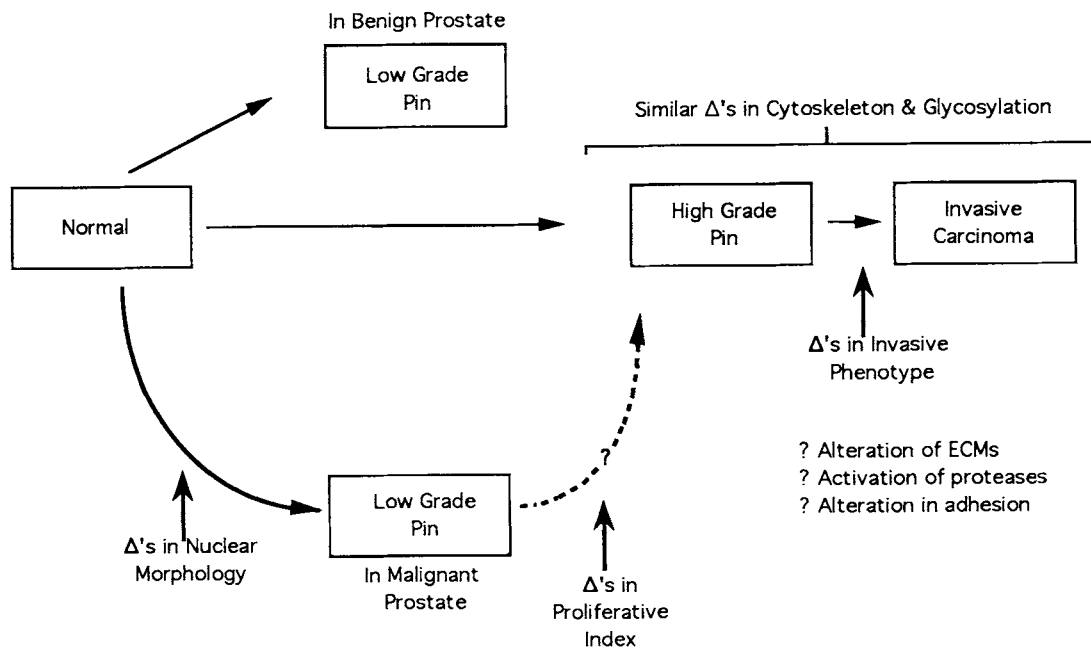 In Benign Prostate
Low Grade
Pin
Similar Δ's in Cytoskeleton & Glycosylation
Normal
High Grade
Pin
Invasive
Carcinoma
Δ's in Invasive
Phenotype
?
? Alteration of ECMs
? Activation of proteases
? Alteration in adhesion
Low Grade
Pin
Δ's in Nuclear
Morphology
In Malignant
Prostate
Δ's in
Proliferative
Index